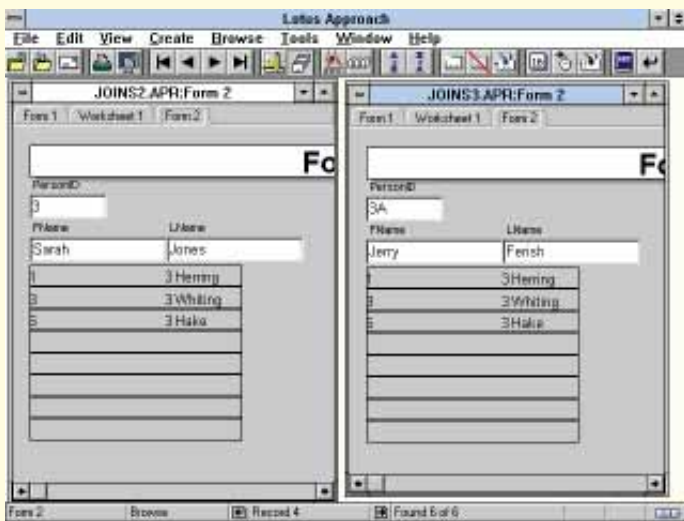 Lotus Approach
File Edit View Create Browse Tools Window Help
JOINS2.APR:Form 2
Form 1 Worksheet 1 Form 2
Fo
PersonID
3
FName LName
Sarah Jones
1 3 Herring
3 3 Whiting
5 3 Hake
JOINS3.APR:Form 2
Form 1 Worksheet 1 Form 2
Fo
PersonID
3A
FName LName
Jerry Ferish
1 3 Herring
3 3 Whiting
5 3 Hake
Form 2 Browse Record 4 Found 6 of 6